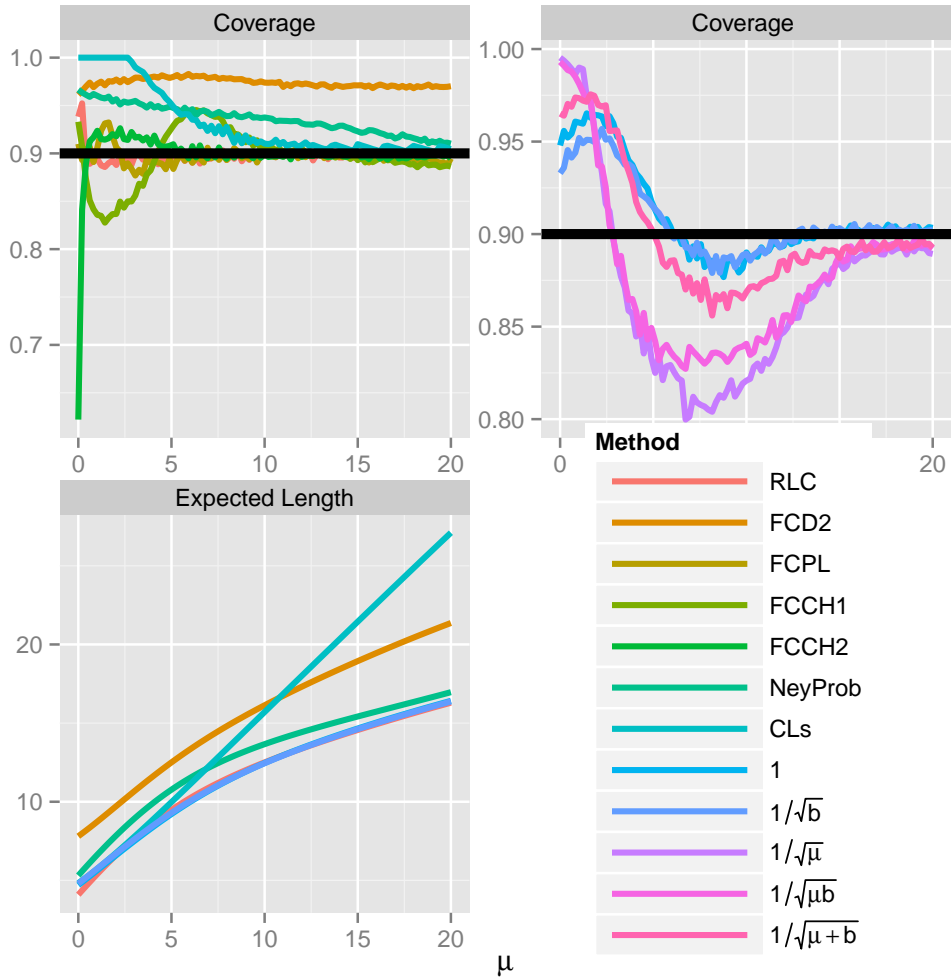 Coverage
1.0
0.9
0.8
0.7
0 5 10 15 20
Coverage
1.00
0.95
0.90
0.85
0.80
0 20
Expected Length
20
10
0 5 10 15 20
μ
Method
RLC
FCD2
FCPL
FCCH1
FCCH2
NeyProb
CLs
1
1/√b
1/√μ
1/√μb
1/√μ + b